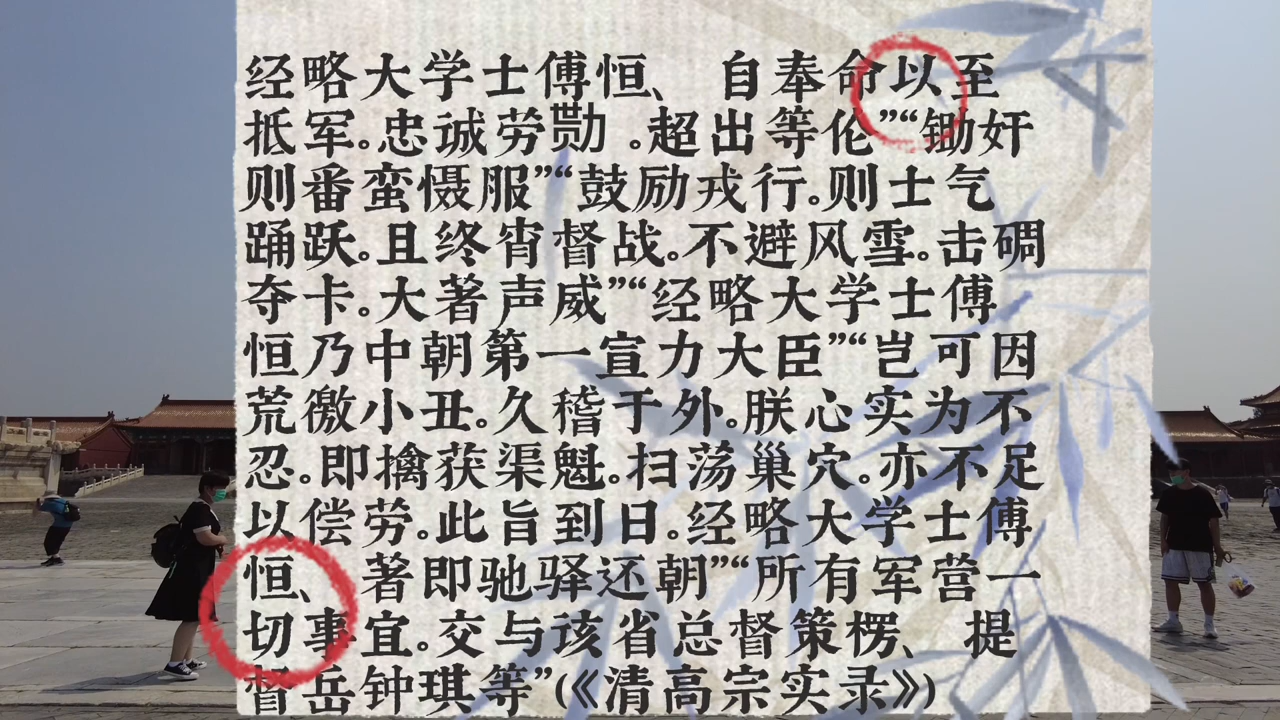 经略大学士傅恒、 自奉命以至
抵军。忠诚劳勚 。超出等伦”“锄奸
则番蛮慑服”“鼓励戎行。则士气
踊跃。且终宵督战。不避风雪。击碉
夺卡。大著声威”“经略大学士傅
恒乃中朝第一宣力大臣”“岂可因
荒徼小丑。久稽于外。朕心实为不
忍。即擒获渠魁。扫荡巢穴。亦不足
以偿劳。此旨到日。经略大学士傅
恒、 著即驰驿还朝”“所有军营一
切事宜。交与该省总督策楞、 提
督岳钟琪等”(《清高宗实录》)